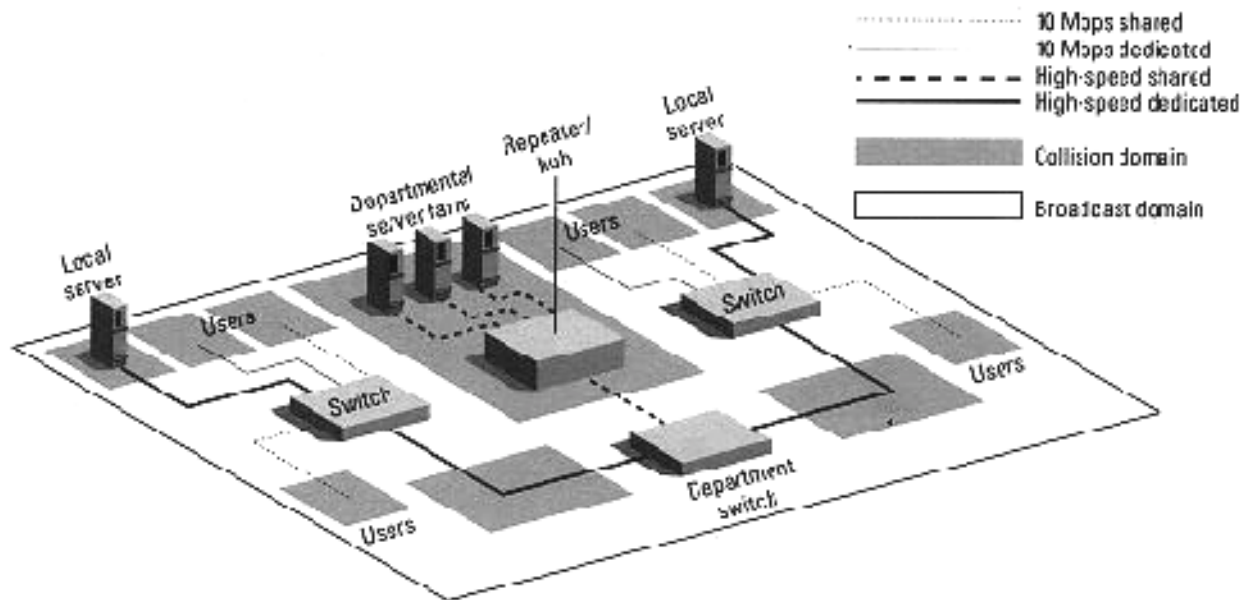 10 Mbps shared
10 Mbps dedicated
High-speed shared
High-speed dedicated
Collision domain
Broadcast domain
Local
server
Repeater/
hub
Departmental
server farm
Users
Local
server
Users
Switch
Switch
Users
Department
switch
Users